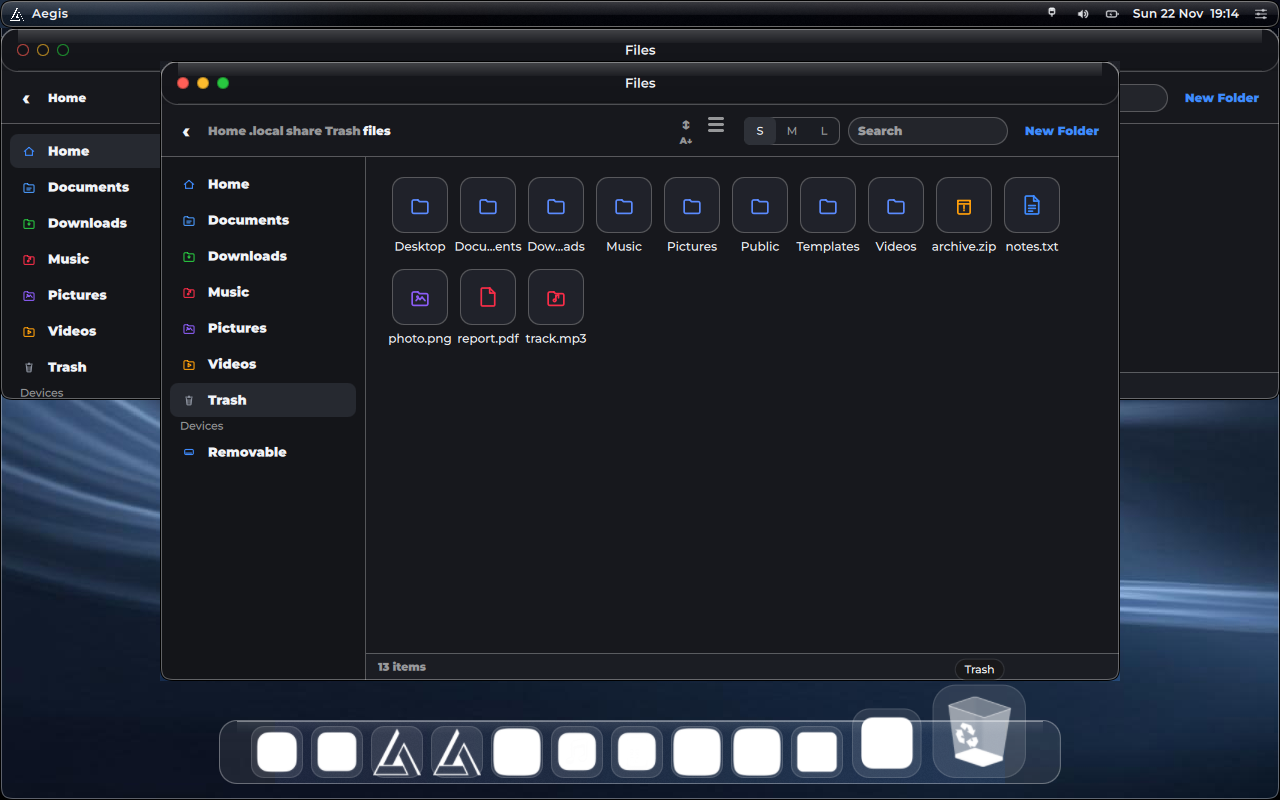 Aegis
Sun 22 Nov 19:14
Files
Home
New Folder
Home
Documents
Downloads
Music
Pictures
Videos
Trash
Devices
Files
Home .local share Trash files
A
S M L
Search
New Folder
Home
Documents
Downloads
Music
Pictures
Videos
Trash
Devices
Removable
Desktop Docu...ents Dow...ads Music Pictures Public Templates Videos archive.zip notes.txt
photo.png report.pdf track.mp3
13 items
Trash